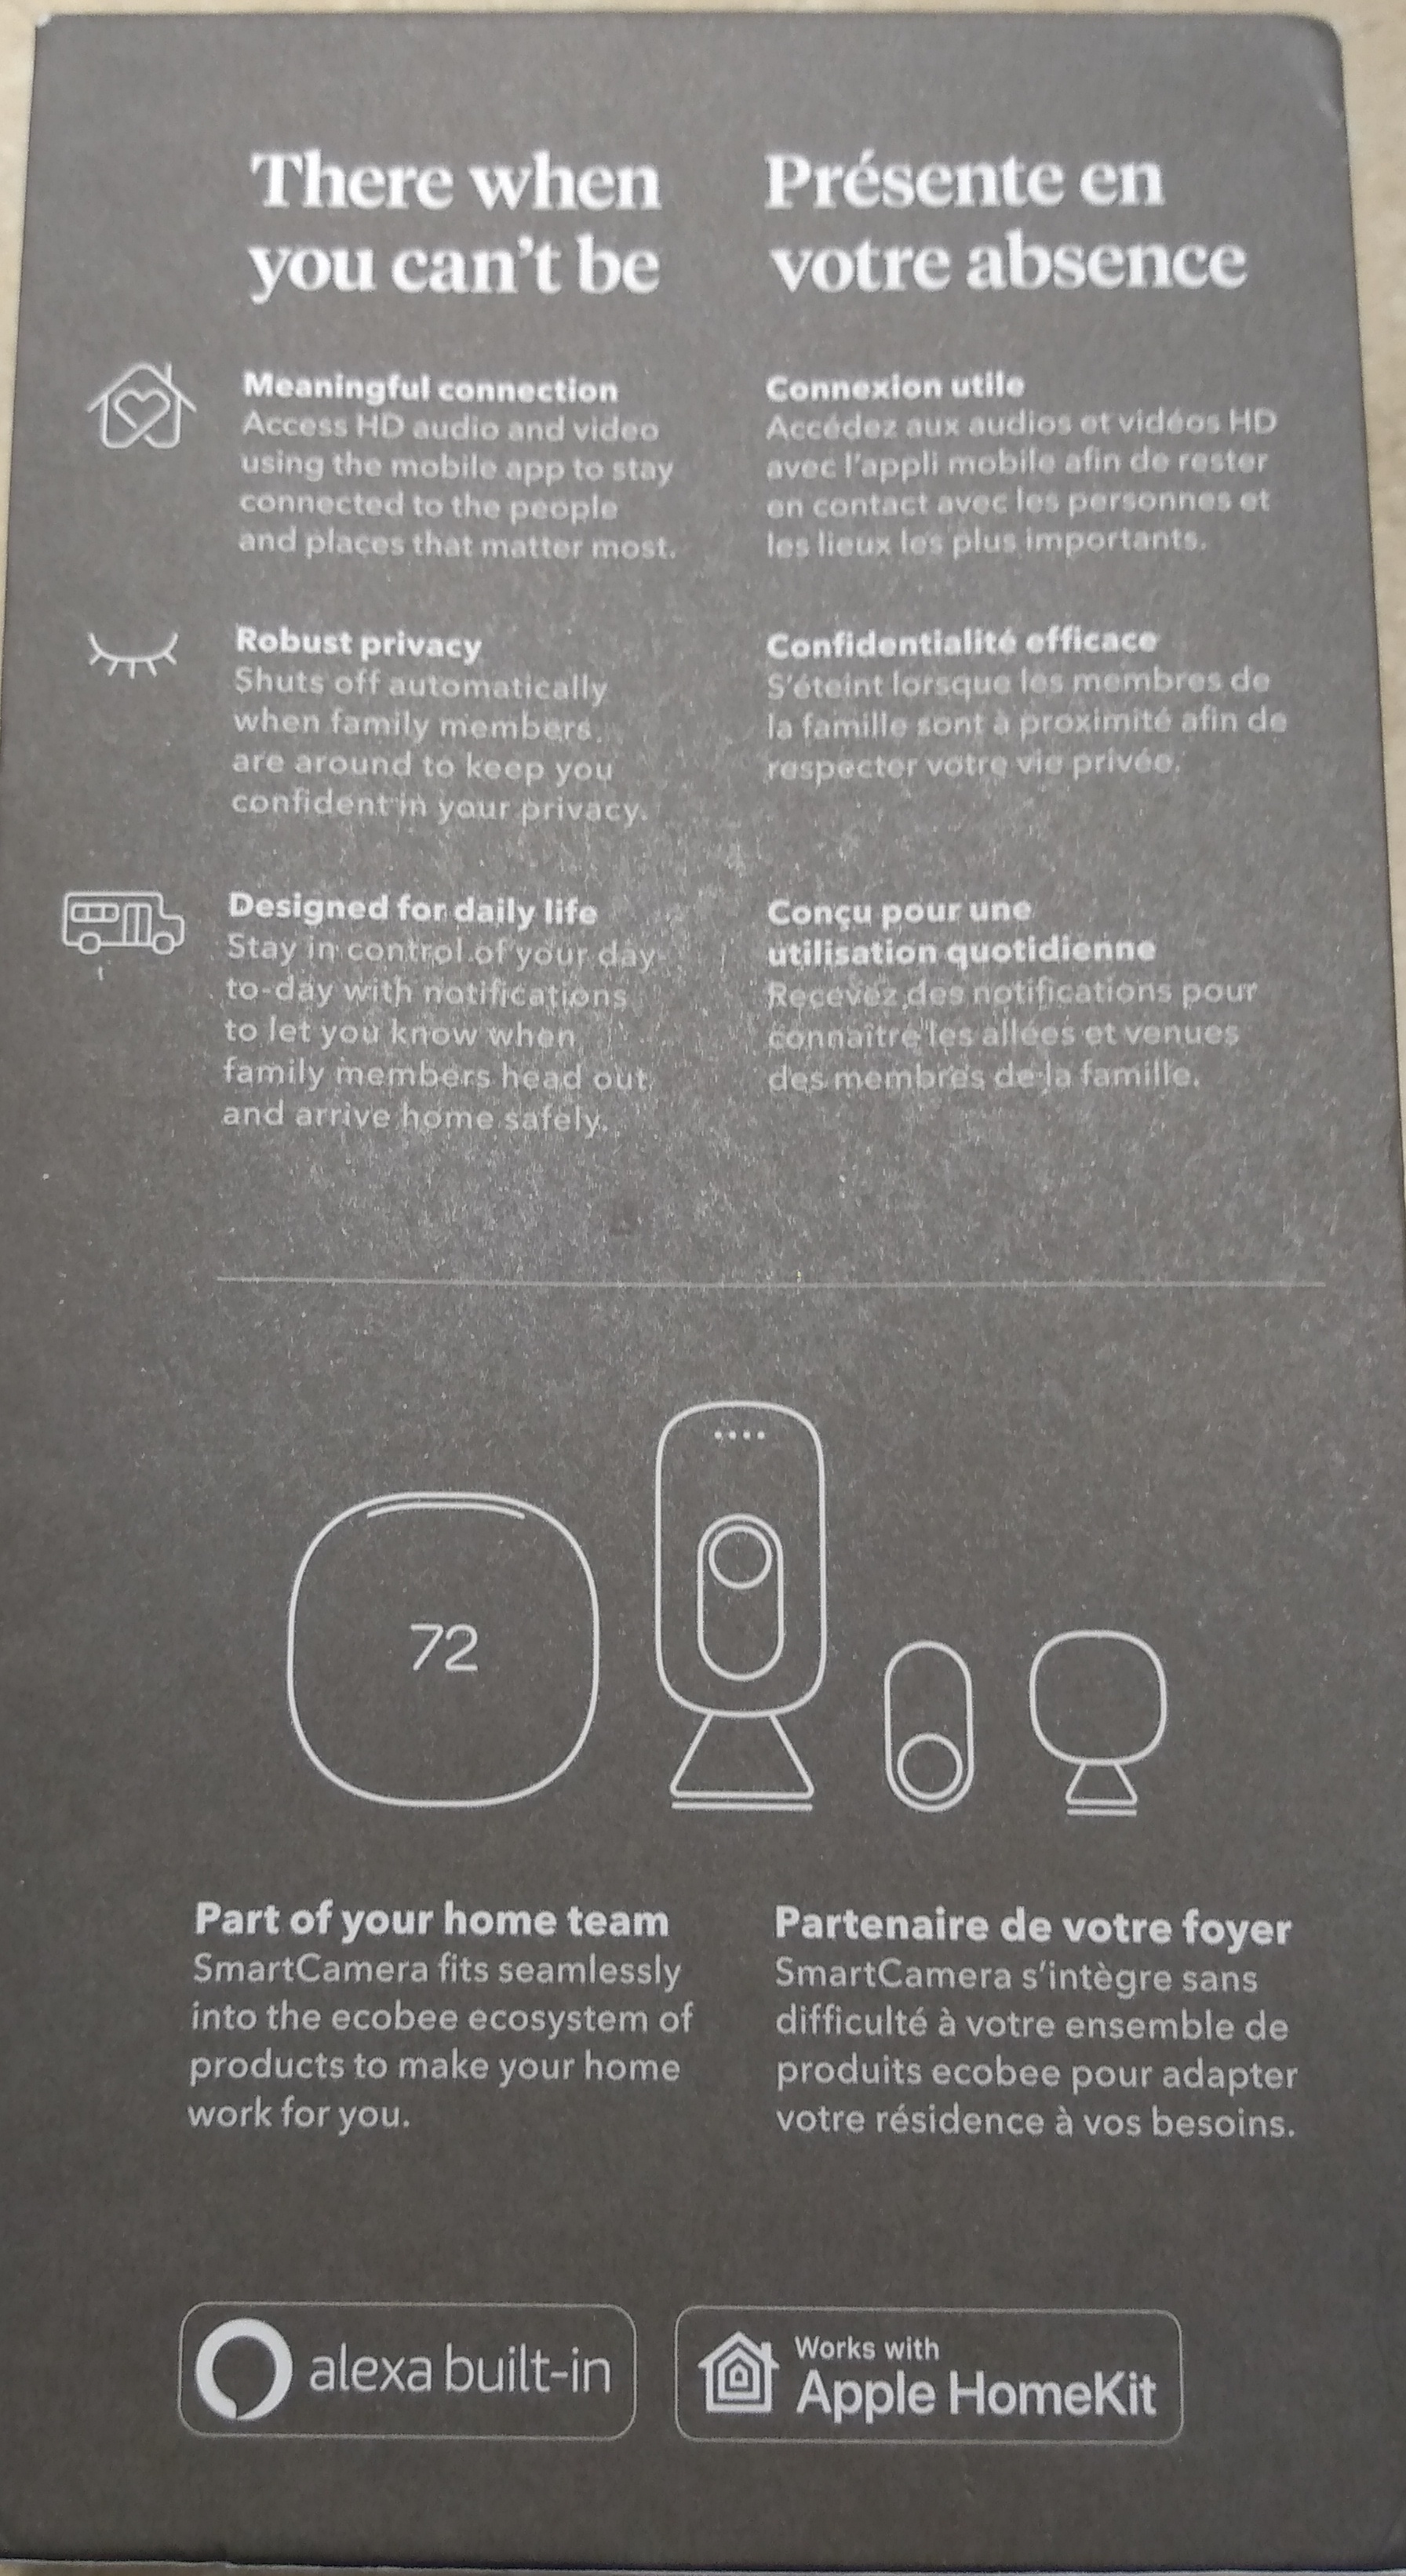 There when
you can't be
Présente en
votre absence
Meaningful connection
Access HD audio and video
using the mobile app to stay
connected to the people
and places that matter most.
Connexion utile
Accédez aux audios et vidéos HD
avec l'appli mobile afin de rester
en contact avec les personnes et
les lieux les plus importants.
Robust privacy
Shuts off automatically
when family members
are around to keep you
confident in your privacy.
Confidentialité efficace
S'éteint lorsque les membres de
la famille sont à proximité afin de
respecter votre vie privée.
Designed for daily life
Stay in control of your day-
to-day with notifications
to let you know when
family members head out
and arrive home safely.
Conçu pour une
utilisation quotidienne
Recevez des notifications pour
connaître les allées et venues
des membres de la famille.
72
Part of your home team
SmartCamera fits seamlessly
into the ecobee ecosystem of
products to make your home
work for you.
Partenaire de votre foyer
SmartCamera s'intègre sans
difficulté à votre ensemble de
produits ecobee pour adapter
votre résidence à vos besoins.
alexa built-in
Works with
Apple HomeKit